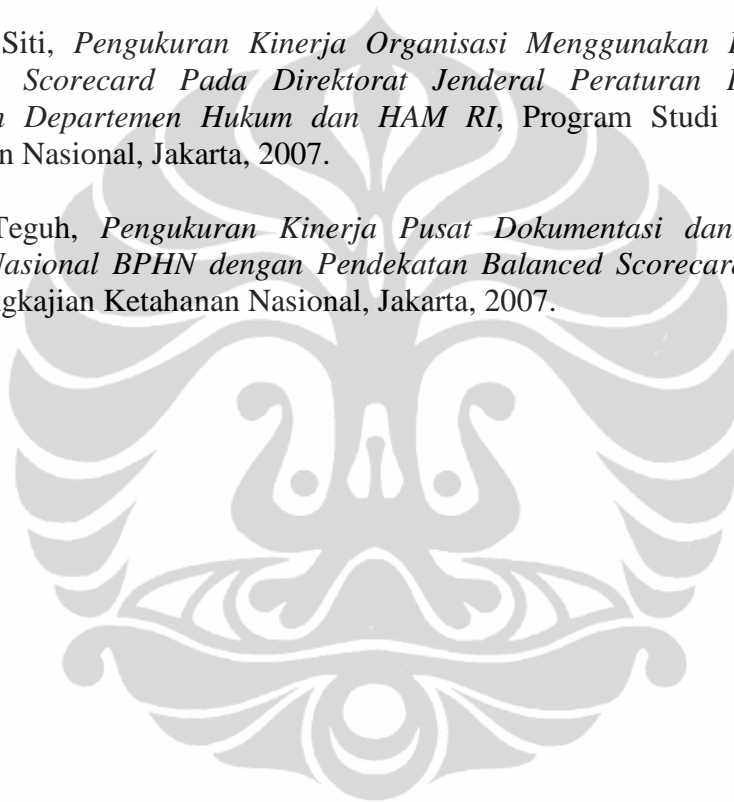 Siti, Pengukuran Kinerja Organisasi Menggunakan
Scorecard Pada Direktorat Jenderal Peraturan
Departemen Hukum dan HAM RI, Program Studi
Nasional, Jakarta, 2007.
Teguh, Pengukuran Kinerja Pusat Dokumentasi dan
Nasional BPHN dengan Pendekatan Balanced Scorecard
Ketahanan Nasional, Jakarta, 2007.